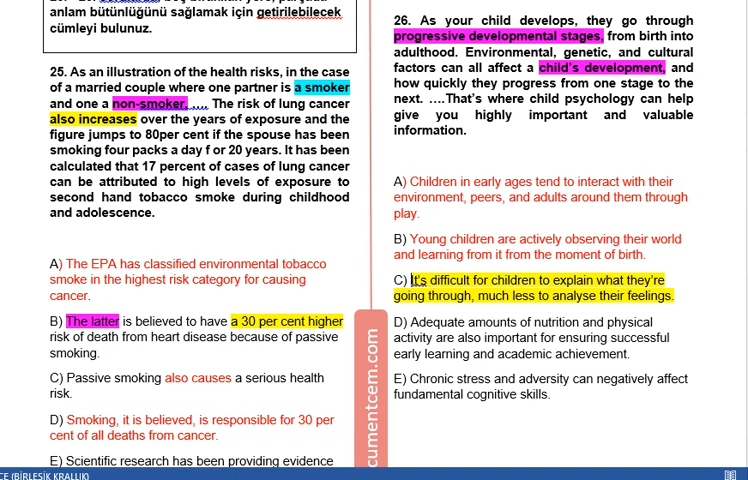 anlam bütünlüğünü sağlamak için getirilebilecek
cümleyi bulunuz.
25. As an illustration of the health risks, in the case
of a married couple where one partner is a smoker
and one a non-smoker, .... The risk of lung cancer
also increases over the years of exposure and the
figure jumps to 80per cent if the spouse has been
smoking four packs a day f or 20 years. It has been
calculated that 17 percent of cases of lung cancer
can be attributed to high levels of exposure to
second hand tobacco smoke during childhood
and adolescence.
A) The EPA has classified environmental tobacco
smoke in the highest risk category for causing
cancer.
B) The latter is believed to have a 30 per cent higher
risk of death from heart disease because of passive
smoking.
C) Passive smoking also causes a serious health
risk.
D) Smoking, it is believed, is responsible for 30 per
cent of all deaths from cancer.
E) Scientific research has been providing evidence
26. As your child develops, they go through
progressive developmental stages, from birth into
adulthood. Environmental, genetic, and cultural
factors can all affect a child's development, and
how quickly they progress from one stage to the
next. ....That's where child psychology can help
give you highly important and valuable
information.
A) Children in early ages tend to interact with their
environment, peers, and adults around them through
play.
B) Young children are actively observing their world
and learning from it from the moment of birth.
C) It's difficult for children to explain what they're
going through, much less to analyse their feelings.
D) Adequate amounts of nutrition and physical
activity are also important for ensuring successful
early learning and academic achievement.
E) Chronic stress and adversity can negatively affect
fundamental cognitive skills.
cumentcem.com
CE (BİRLEŞİK KRALLIK)